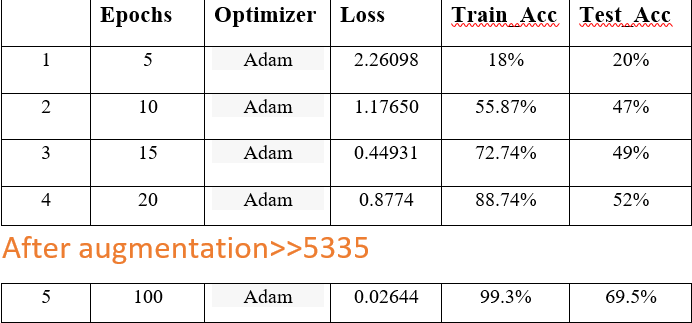 Epochs Optimizer Loss Train_Acc Test_Acc
1 5 Adam 2.26098 18% 20%
2 10 Adam 1.17650 55.87% 47%
3 15 Adam 0.44931 72.74% 49%
4 20 Adam 0.8774 88.74% 52%
After augmentation>>5335
5 100 Adam 0.02644 99.3% 69.5%